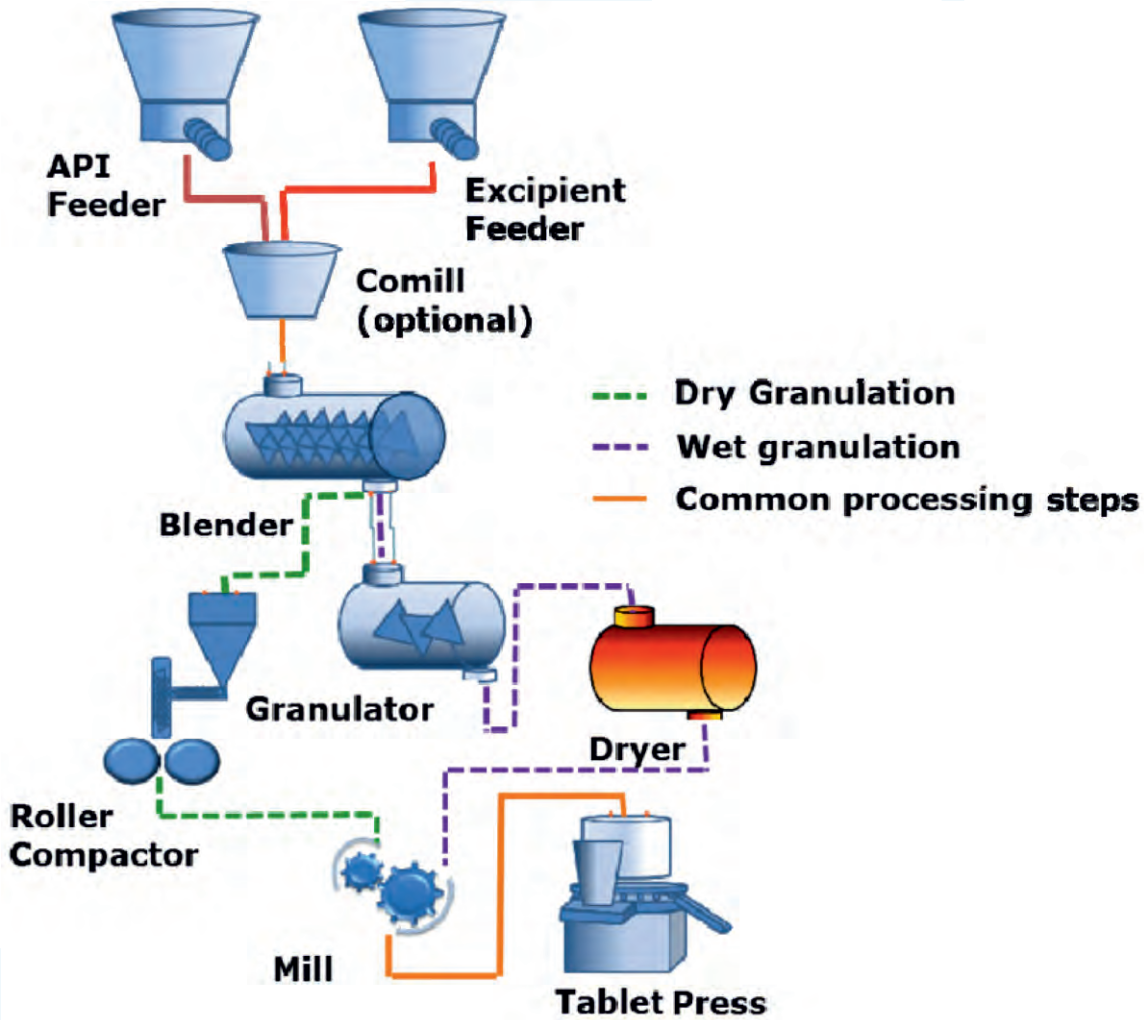 API
Feeder
Excipient
Feeder
Comill
(optional)
Dry Granulation
Wet granulation
Common processing steps
Blender
Granulator
Dryer
Roller
Compactor
Mill
Tablet Press